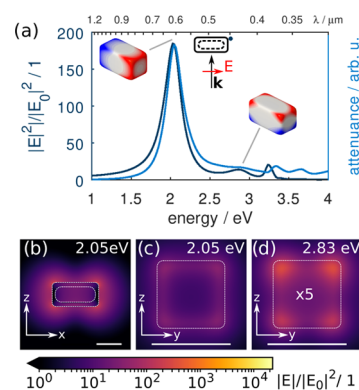 1.2 0.9 0.7 0.6 0.5 0.4 0.35 λ / μm
(a)
200
150
100
50
0
|E|²/|E₀|² / 1
attenuance / arb. u.
E
k
1 1.5 2 2.5 3 3.5 4
energy / eV
(b) 2.05eV
z
x
(c) 2.05 eV
z
y
(d) 2.83 eV
x5
z
y
10⁰ 10¹ 10² 10³ 10⁴ |E|/|E₀|²/ 1